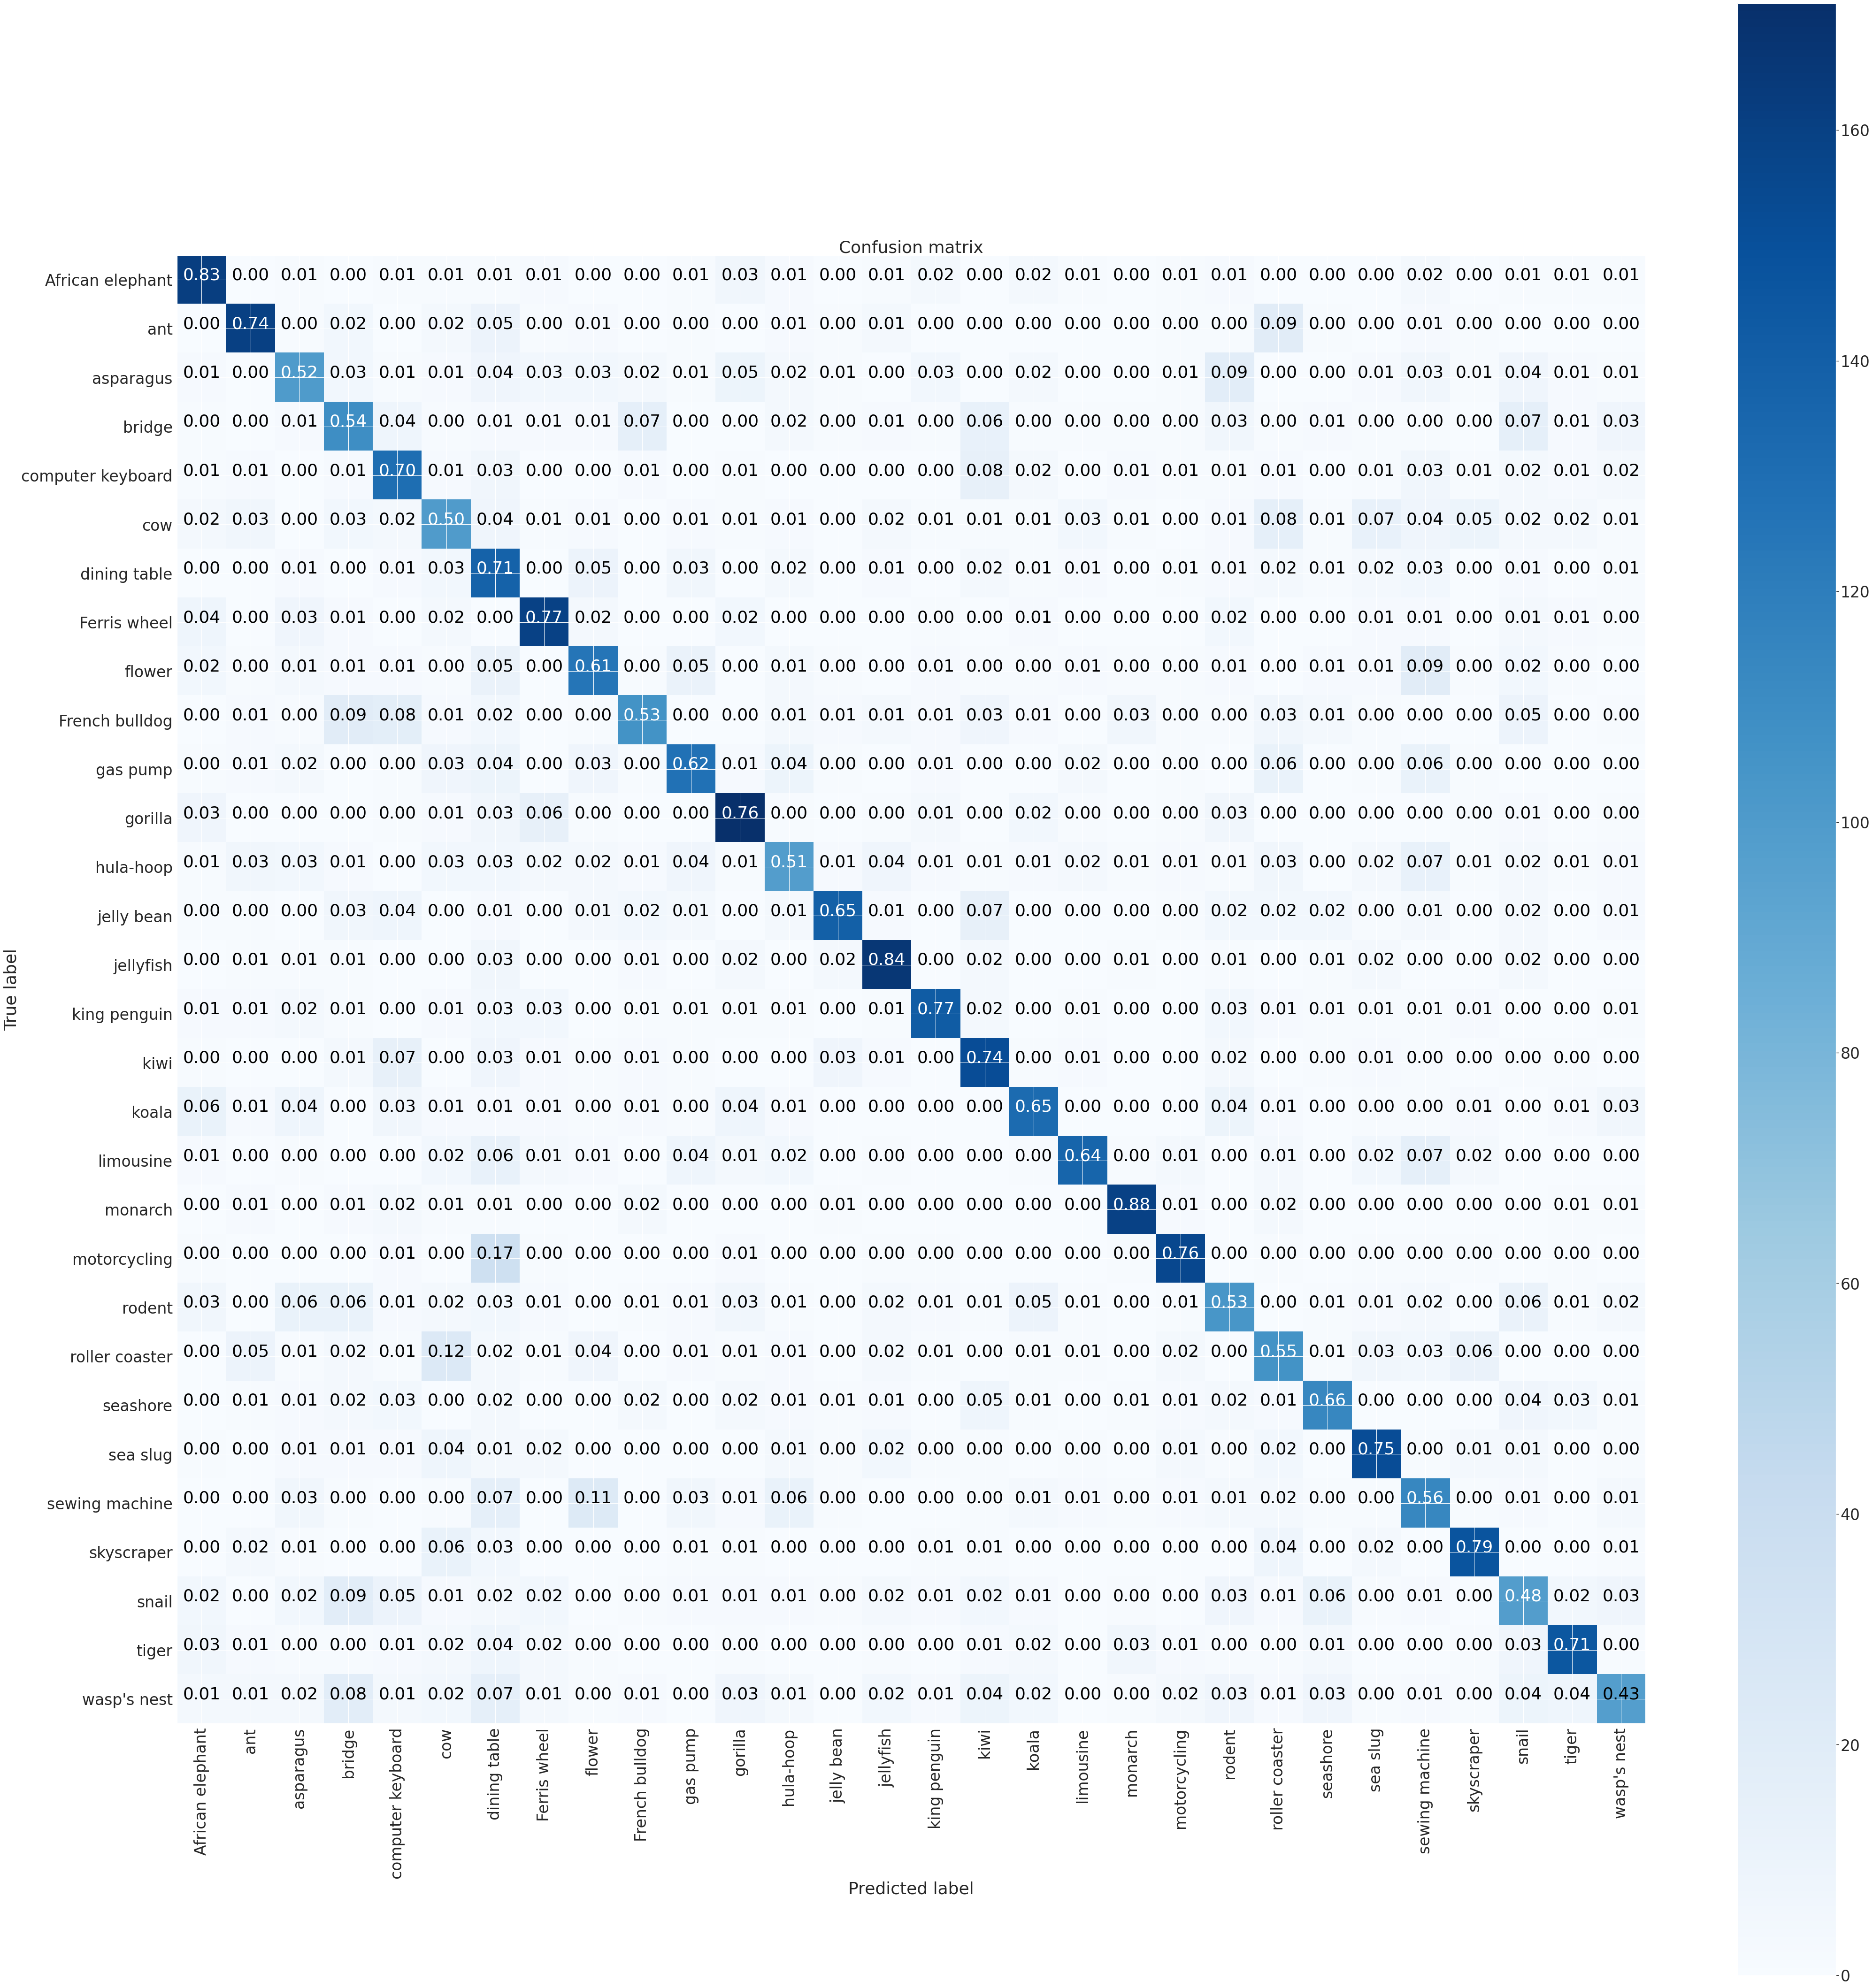 Confusion matrix
African elephant 0.83 0.00 0.01 0.00 0.01 0.01 0.01 0.01 0.00 0.00 0.01 0.03 0.01 0.00 0.01 0.02 0.00 0.02 0.01 0.00 0.01 0.01 0.00 0.00 0.00 0.02 0.00 0.01 0.01 0.01
ant 0.00 0.74 0.00 0.02 0.00 0.02 0.05 0.00 0.01 0.00 0.00 0.00 0.01 0.00 0.01 0.00 0.00 0.00 0.00 0.00 0.00 0.00 0.09 0.00 0.00 0.01 0.00 0.00 0.00 0.00
asparagus 0.01 0.00 0.52 0.03 0.01 0.01 0.04 0.03 0.03 0.02 0.01 0.05 0.02 0.01 0.00 0.03 0.00 0.02 0.00 0.00 0.01 0.09 0.00 0.00 0.01 0.03 0.01 0.04 0.01 0.01
bridge 0.00 0.00 0.01 0.54 0.04 0.00 0.01 0.01 0.01 0.07 0.00 0.00 0.02 0.00 0.01 0.00 0.06 0.00 0.00 0.00 0.00 0.03 0.00 0.01 0.00 0.00 0.00 0.07 0.01 0.03
computer keyboard 0.01 0.01 0.00 0.01 0.70 0.01 0.03 0.00 0.00 0.01 0.00 0.01 0.00 0.00 0.00 0.00 0.08 0.02 0.00 0.01 0.01 0.01 0.01 0.00 0.01 0.03 0.01 0.02 0.01 0.02
cow 0.02 0.03 0.00 0.03 0.02 0.50 0.04 0.01 0.01 0.00 0.01 0.01 0.01 0.00 0.02 0.01 0.01 0.01 0.03 0.01 0.00 0.01 0.08 0.01 0.07 0.04 0.05 0.02 0.02 0.01
dining table 0.00 0.00 0.01 0.00 0.01 0.03 0.71 0.00 0.05 0.00 0.03 0.00 0.02 0.00 0.01 0.00 0.02 0.01 0.01 0.00 0.01 0.01 0.02 0.01 0.02 0.03 0.00 0.01 0.00 0.01
Ferris wheel 0.04 0.00 0.03 0.01 0.00 0.02 0.00 0.77 0.02 0.00 0.00 0.02 0.00 0.00 0.00 0.00 0.00 0.01 0.00 0.00 0.00 0.02 0.00 0.00 0.01 0.01 0.00 0.01 0.01 0.00
flower 0.02 0.00 0.01 0.01 0.01 0.00 0.05 0.00 0.61 0.00 0.05 0.00 0.01 0.00 0.00 0.01 0.00 0.00 0.01 0.00 0.00 0.01 0.00 0.01 0.01 0.09 0.00 0.02 0.00 0.00
French bulldog 0.00 0.01 0.00 0.09 0.08 0.01 0.02 0.00 0.00 0.53 0.00 0.00 0.01 0.01 0.01 0.01 0.03 0.01 0.00 0.03 0.00 0.00 0.03 0.01 0.00 0.00 0.00 0.05 0.00 0.00
gas pump 0.00 0.01 0.02 0.00 0.00 0.03 0.04 0.00 0.03 0.00 0.62 0.01 0.04 0.00 0.00 0.01 0.00 0.00 0.02 0.00 0.00 0.00 0.06 0.00 0.00 0.06 0.00 0.00 0.00 0.00
gorilla 0.03 0.00 0.00 0.00 0.00 0.01 0.03 0.06 0.00 0.00 0.00 0.76 0.00 0.00 0.00 0.01 0.00 0.02 0.00 0.00 0.00 0.03 0.00 0.00 0.00 0.00 0.00 0.01 0.00 0.00
hula-hoop 0.01 0.03 0.03 0.01 0.00 0.03 0.03 0.02 0.02 0.01 0.04 0.01 0.51 0.01 0.04 0.01 0.01 0.01 0.02 0.01 0.01 0.01 0.03 0.00 0.02 0.07 0.01 0.02 0.01 0.01
jelly bean 0.00 0.00 0.00 0.03 0.04 0.00 0.01 0.00 0.01 0.02 0.01 0.00 0.01 0.65 0.01 0.00 0.07 0.00 0.00 0.00 0.00 0.02 0.02 0.02 0.00 0.01 0.00 0.02 0.00 0.01
jellyfish 0.00 0.01 0.01 0.01 0.00 0.00 0.03 0.00 0.00 0.01 0.00 0.02 0.00 0.02 0.84 0.00 0.02 0.00 0.00 0.01 0.00 0.01 0.00 0.01 0.02 0.00 0.00 0.02 0.00 0.00
king penguin 0.01 0.01 0.02 0.01 0.00 0.01 0.03 0.03 0.00 0.01 0.01 0.01 0.01 0.00 0.01 0.77 0.02 0.00 0.01 0.00 0.00 0.03 0.01 0.01 0.01 0.01 0.01 0.00 0.00 0.01
kiwi 0.00 0.00 0.00 0.01 0.07 0.00 0.03 0.01 0.00 0.01 0.00 0.00 0.00 0.03 0.01 0.00 0.74 0.00 0.01 0.00 0.00 0.02 0.00 0.00 0.01 0.00 0.00 0.00 0.00 0.00
koala 0.06 0.01 0.04 0.00 0.03 0.01 0.01 0.01 0.00 0.01 0.00 0.04 0.01 0.00 0.00 0.00 0.00 0.65 0.00 0.00 0.00 0.04 0.01 0.00 0.00 0.00 0.01 0.00 0.01 0.03
limousine 0.01 0.00 0.00 0.00 0.00 0.02 0.06 0.01 0.01 0.00 0.04 0.01 0.02 0.00 0.00 0.00 0.00 0.00 0.64 0.00 0.01 0.00 0.01 0.00 0.02 0.07 0.02 0.00 0.00 0.00
monarch 0.00 0.01 0.00 0.01 0.02 0.01 0.01 0.00 0.00 0.02 0.00 0.00 0.00 0.01 0.00 0.00 0.00 0.00 0.00 0.88 0.01 0.00 0.02 0.00 0.00 0.00 0.00 0.00 0.01 0.01
motorcycling 0.00 0.00 0.00 0.00 0.01 0.00 0.17 0.00 0.00 0.00 0.00 0.01 0.00 0.00 0.00 0.00 0.00 0.00 0.00 0.00 0.76 0.00 0.00 0.00 0.00 0.00 0.00 0.00 0.00 0.00
rodent 0.03 0.00 0.06 0.06 0.01 0.02 0.03 0.01 0.00 0.01 0.01 0.03 0.01 0.00 0.02 0.01 0.01 0.05 0.01 0.00 0.01 0.53 0.00 0.01 0.01 0.02 0.00 0.06 0.01 0.02
roller coaster 0.00 0.05 0.01 0.02 0.01 0.12 0.02 0.01 0.04 0.00 0.01 0.01 0.01 0.00 0.02 0.01 0.00 0.01 0.01 0.00 0.02 0.00 0.55 0.01 0.03 0.03 0.06 0.00 0.00 0.00
seashore 0.00 0.01 0.01 0.02 0.03 0.00 0.02 0.00 0.00 0.02 0.00 0.02 0.01 0.01 0.01 0.00 0.05 0.01 0.00 0.01 0.01 0.02 0.01 0.66 0.00 0.00 0.00 0.04 0.03 0.01
sea slug 0.00 0.00 0.01 0.01 0.01 0.04 0.01 0.02 0.00 0.00 0.00 0.00 0.01 0.00 0.02 0.00 0.00 0.00 0.00 0.00 0.01 0.00 0.02 0.00 0.75 0.00 0.01 0.01 0.00 0.00
sewing machine 0.00 0.00 0.03 0.00 0.00 0.00 0.07 0.00 0.11 0.00 0.03 0.01 0.06 0.00 0.00 0.00 0.00 0.01 0.01 0.00 0.01 0.01 0.02 0.00 0.00 0.56 0.00 0.01 0.00 0.01
skyscraper 0.00 0.02 0.01 0.00 0.00 0.06 0.03 0.00 0.00 0.00 0.01 0.01 0.00 0.00 0.00 0.01 0.01 0.00 0.00 0.00 0.00 0.00 0.04 0.00 0.02 0.00 0.79 0.00 0.00 0.01
snail 0.02 0.00 0.02 0.09 0.05 0.01 0.02 0.02 0.00 0.00 0.01 0.01 0.01 0.00 0.02 0.01 0.02 0.01 0.00 0.00 0.00 0.03 0.01 0.06 0.00 0.01 0.00 0.48 0.02 0.03
tiger 0.03 0.01 0.00 0.00 0.01 0.02 0.04 0.02 0.00 0.01 0.00 0.01 0.00 0.00 0.00 0.00 0.01 0.02 0.00 0.03 0.01 0.00 0.00 0.01 0.00 0.00 0.00 0.03 0.71 0.00
wasp's nest 0.01 0.01 0.02 0.08 0.01 0.02 0.07 0.01 0.00 0.01 0.00 0.03 0.01 0.00 0.02 0.01 0.04 0.02 0.00 0.00 0.02 0.03 0.01 0.03 0.00 0.01 0.00 0.04 0.04 0.43
True label
African elephant
ant
asparagus
bridge
computer keyboard
cow
dining table
Ferris wheel
flower
French bulldog
gas pump
gorilla
hula-hoop
jelly bean
jellyfish
king penguin
kiwi
koala
limousine
monarch
motorcycling
rodent
roller coaster
seashore
sea slug
sewing machine
skyscraper
snail
tiger
wasp's nest
Predicted label
160
140
120
100
80
60
40
20
0